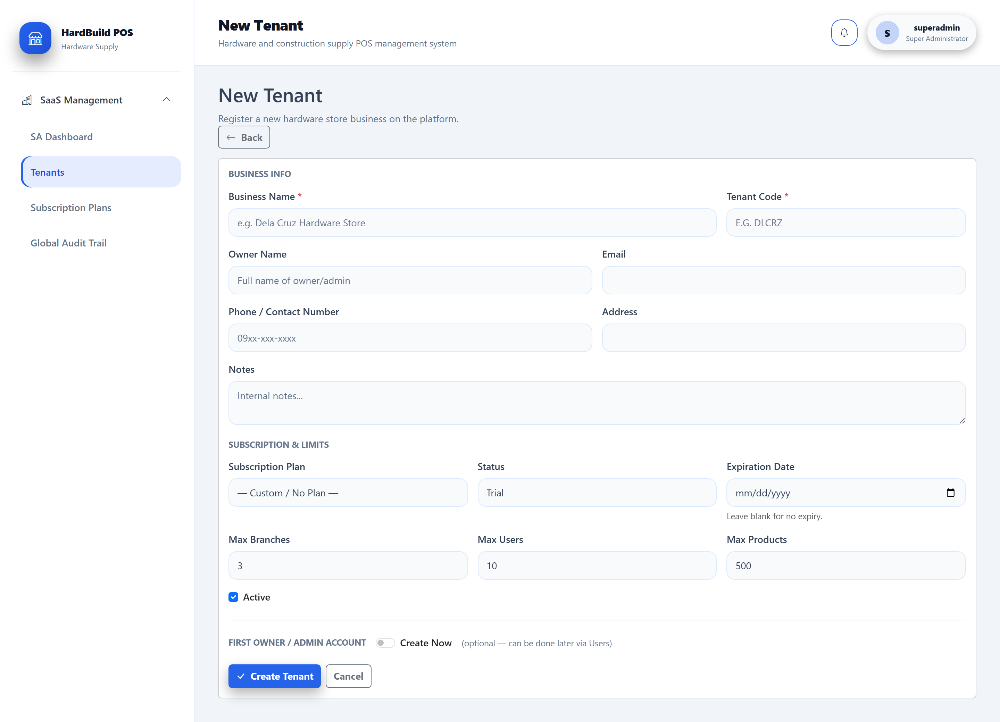 HardBuild POS
Hardware Supply
SaaS Management
SA Dashboard
Tenants
Subscription Plans
Global Audit Trail
New Tenant
Hardware and construction supply POS management system
S
superadmin
Super Administrator
New Tenant
Register a new hardware store business on the platform.
Back
BUSINESS INFO
Business Name *
Tenant Code *
e.g. Dela Cruz Hardware Store
E.G. DLCRZ
Owner Name
Email
Full name of owner/admin
Phone / Contact Number
Address
09xx-xxx-xxxx
Notes
Internal notes...
SUBSCRIPTION & LIMITS
Subscription Plan
Status
Expiration Date
— Custom / No Plan —
Trial
mm/dd/yyyy
Leave blank for no expiry.
Max Branches
Max Users
Max Products
3
10
500
Active
FIRST OWNER / ADMIN ACCOUNT
Create Now
(optional — can be done later via Users)
Create Tenant
Cancel